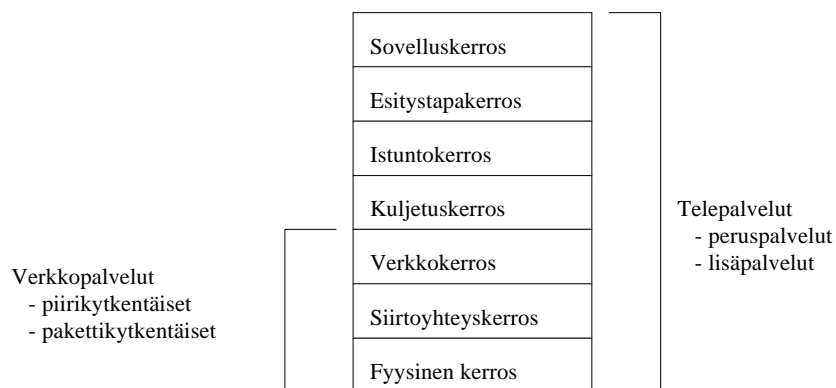 Sovelluskerros
Esitystapakerros
Istuntokerros
Kuljetuskerros
Verkkokerros
Siirtoyhteyskerros
Fyysinen kerros
Verkkopalvelut
- piirikytkentäiset
- pakettikytkentäiset
Telepalvelut
- peruspalvelut
- lisäpalvelut